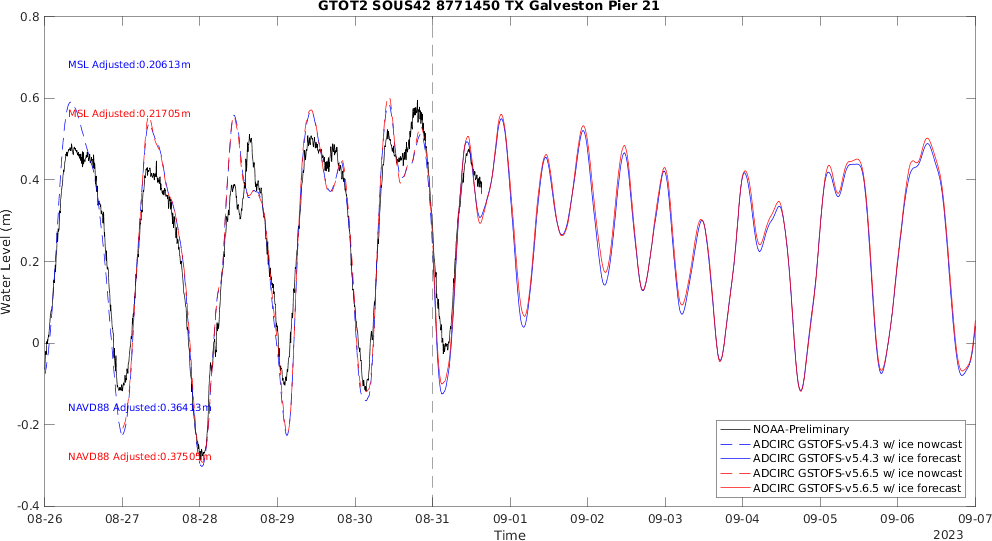 GTOT2 SOUS42 8771450 TX Galveston Pier 21
0.8
0.6
0.4
0.2
0
-0.2
-0.4
Water Level (m)
MSL Adjusted:0.20613m
MSL Adjusted:0.21705m
NAVD88 Adjusted:0.36413m
NAVD88 Adjusted:0.37505m
NOAA-Preliminary
ADCIRC GSTOFS-v5.4.3 w/ ice nowcast
ADCIRC GSTOFS-v5.4.3 w/ ice forecast
ADCIRC GSTOFS-v5.6.5 w/ ice nowcast
ADCIRC GSTOFS-v5.6.5 w/ ice forecast
08-26 08-27 08-28 08-29 08-30 08-31 09-01 09-02 09-03 09-04 09-05 09-06 09-07
Time
2023